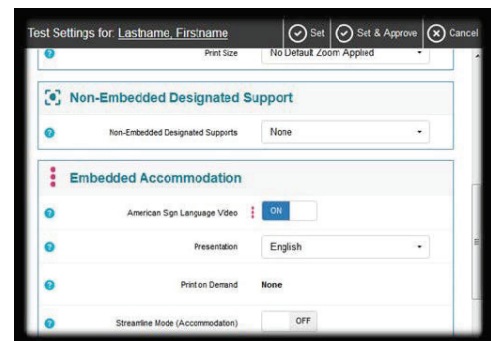 Test Settings for: Lastname, Firstname Set Set & Approve Cancel
Print Size No Default Zoom Applied
Non-Embedded Designated Support
Non-Embedded Designated Supports None
Embedded Accommodation
American Sign Language Video ON
Presentation English
Print on Demand None
Streamline Mode (Accommodation) OFF